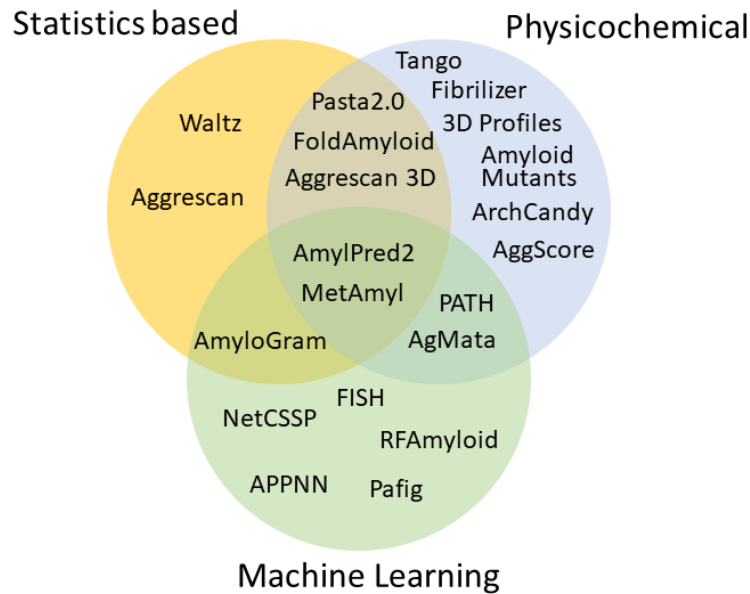 Statistics based
Physicochemical
Tango
Fibrilizer
3D Profiles
Amyloid
Mutants
ArchCandy
AggScore
Waltz
Aggrescan
Pasta2.0
FoldAmyloid
Aggrescan 3D
AmylPred2
MetAmyl
PATH
AgMata
AmyloGram
FISH
NetCSSP
RFAmyloid
APPNN
Pafig
Machine Learning